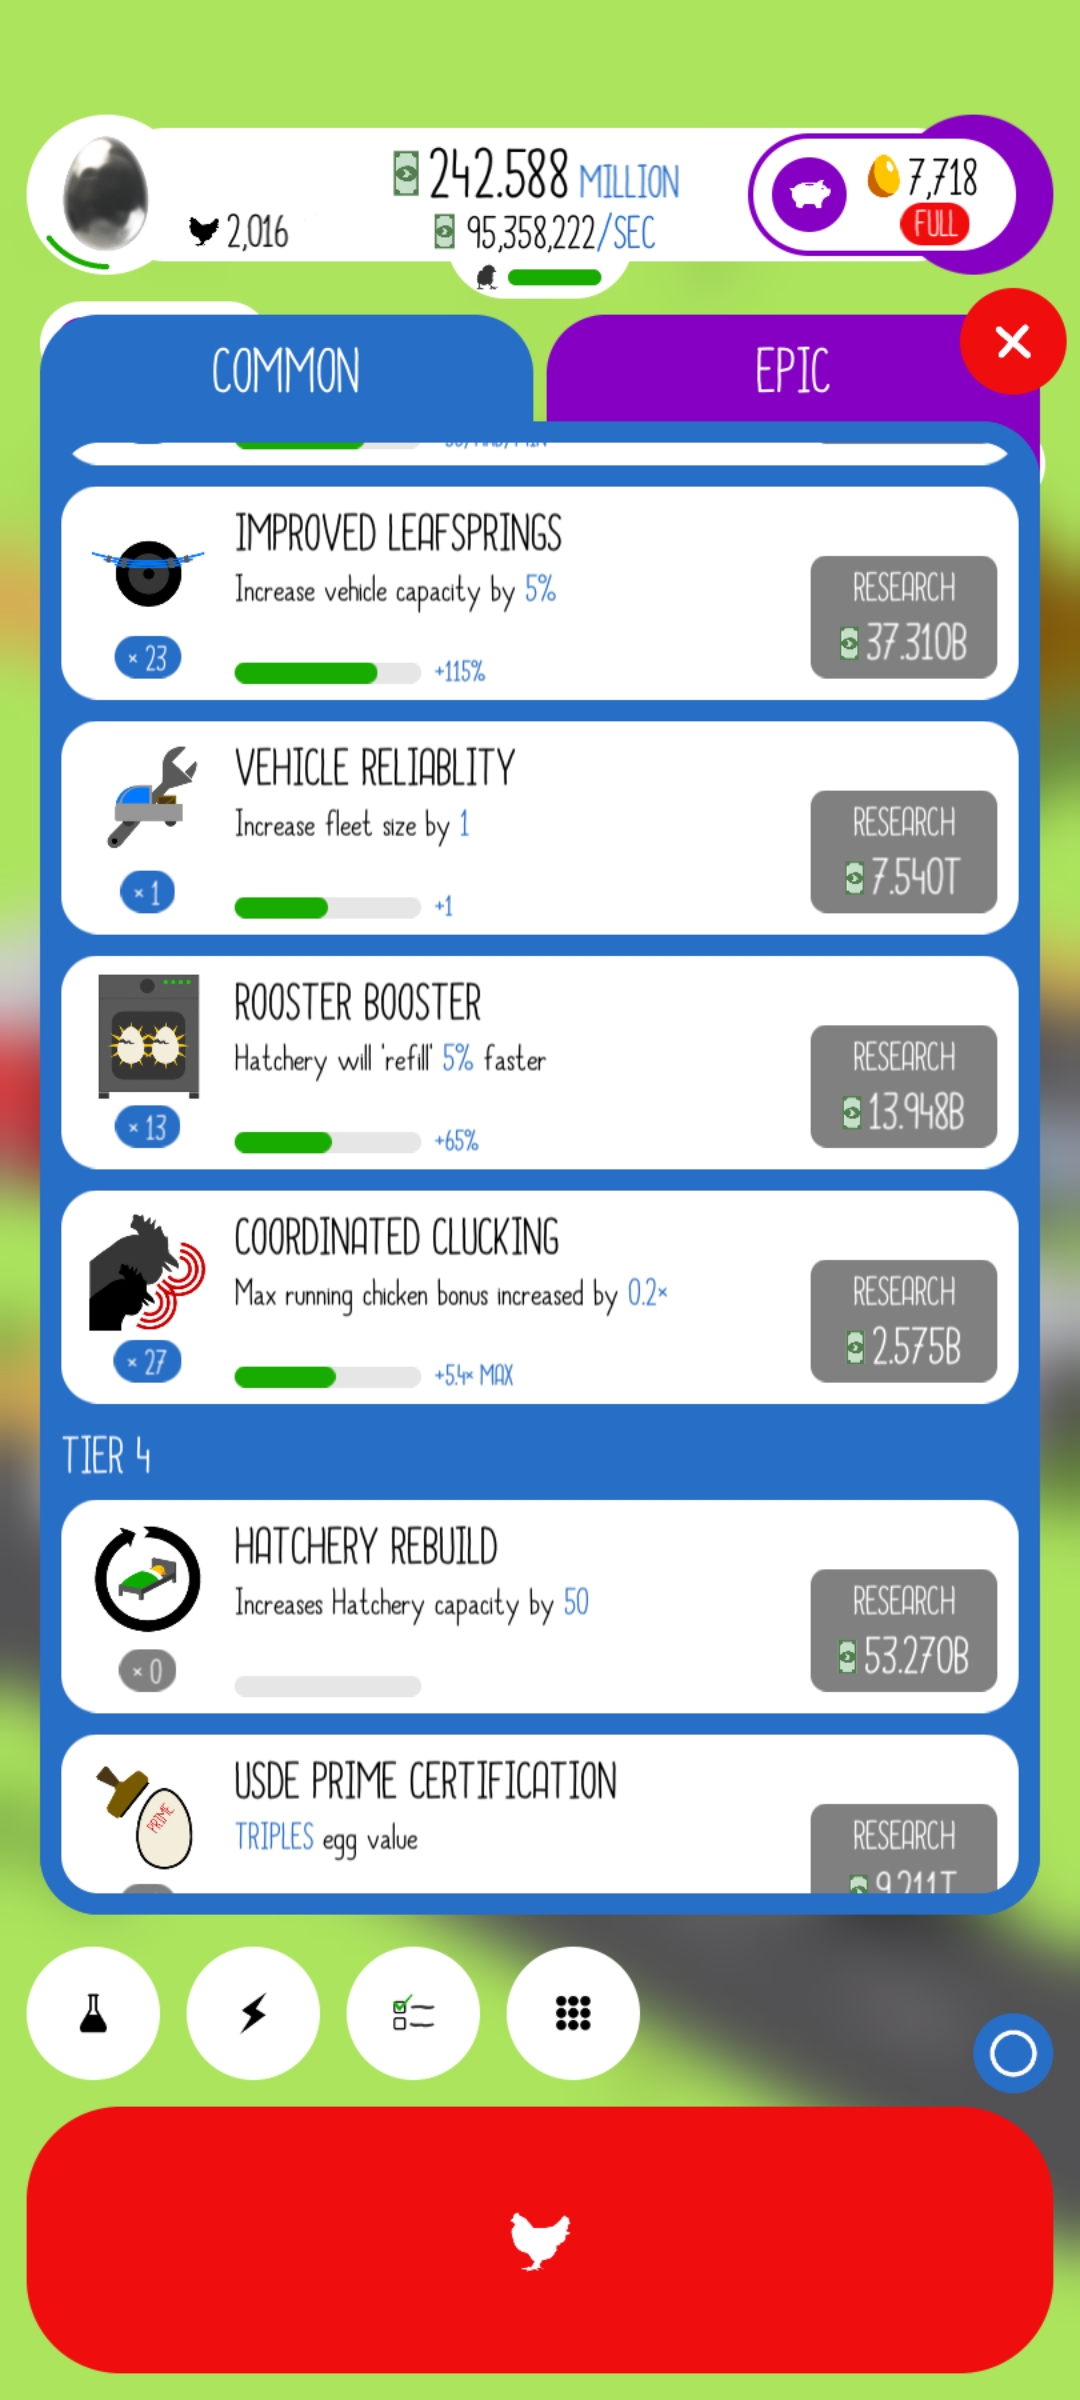 242.588 MILLION
7,718
2,016
95,358,222/SEC
FULL
COMMON
EPIC
IMPROVED LEAFSPRINGS
Increase vehicle capacity by 5%
RESEARCH
37.310B
× 23
+115%
VEHICLE RELIABLITY
Increase fleet size by 1
RESEARCH
7.540T
× 1
+1
ROOSTER BOOSTER
Hatchery will 'refill' 5% faster
RESEARCH
13.948B
× 13
+65%
COORDINATED CLUCKING
Max running chicken bonus increased by 0.2×
RESEARCH
2.575B
× 27
+5.4× MAX
TIER 4
HATCHERY REBUILD
Increases Hatchery capacity by 50
RESEARCH
53.270B
× 0
USDE PRIME CERTIFICATION
PRIME
TRIPLES egg value
RESEARCH
9.211T